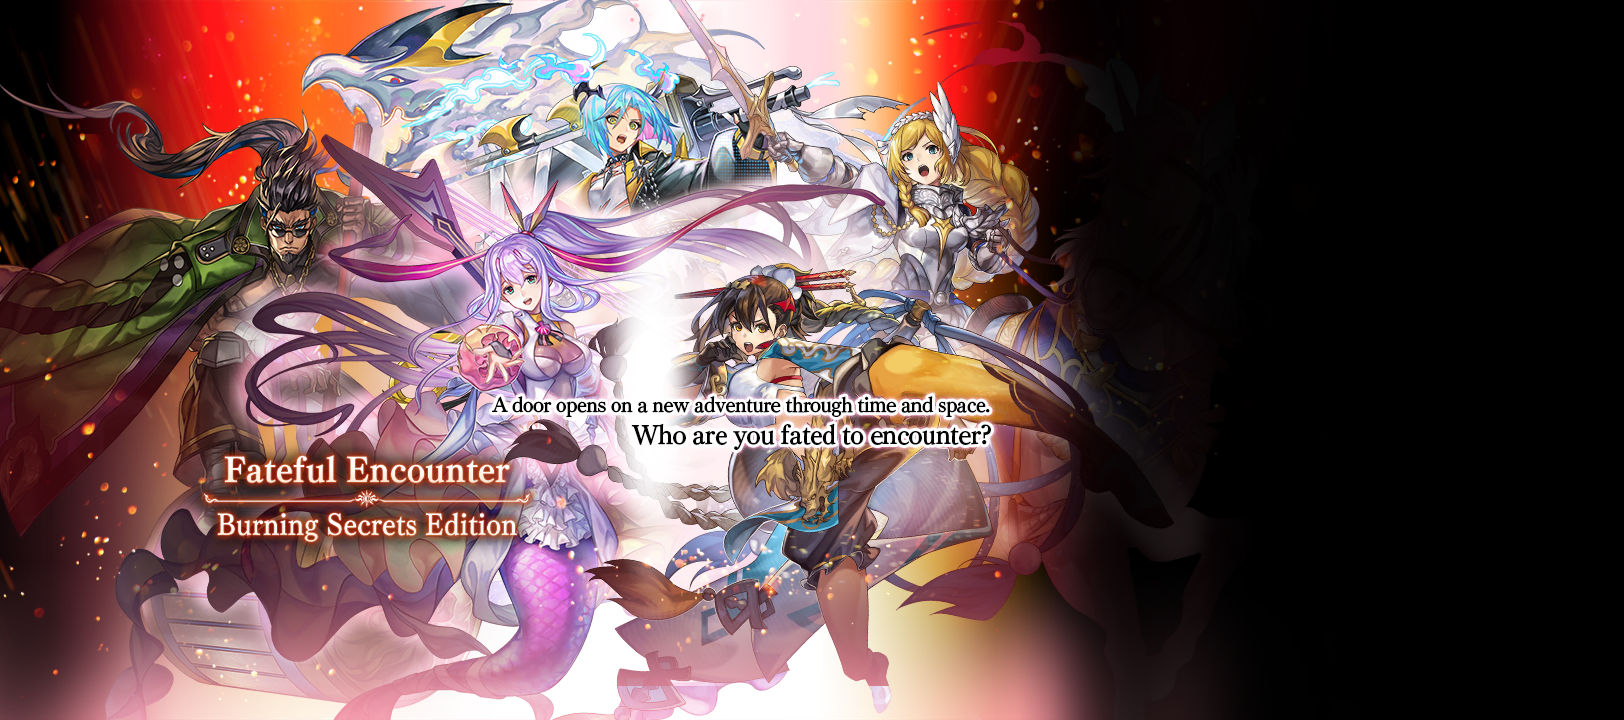 A door opens on a new adventure through time and space.
Who are you fated to encounter?
Fateful Encounter
Burning Secrets Edition